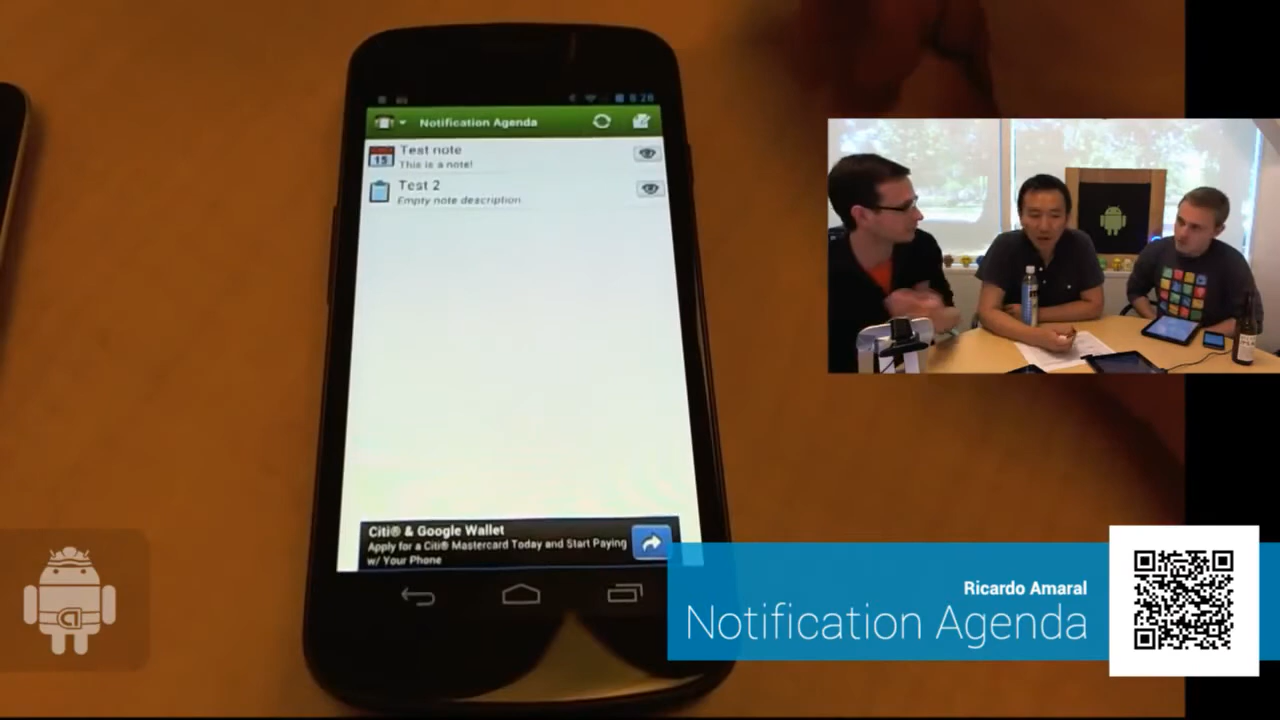 Notification Agenda
15
Test note
This is a note!
Test 2
Empty note description
Citi® & Google Wallet
Apply for a Citi® Mastercard Today and Start Paying
w/ Your Phone
Ricardo Amaral
Notification Agenda